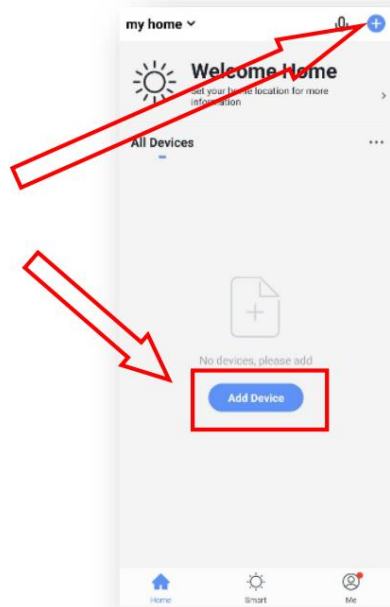 my home
Welcome Home
Set your home location for more
information
All Devices
No devices, please add
Add Device
Home
Smart
Me